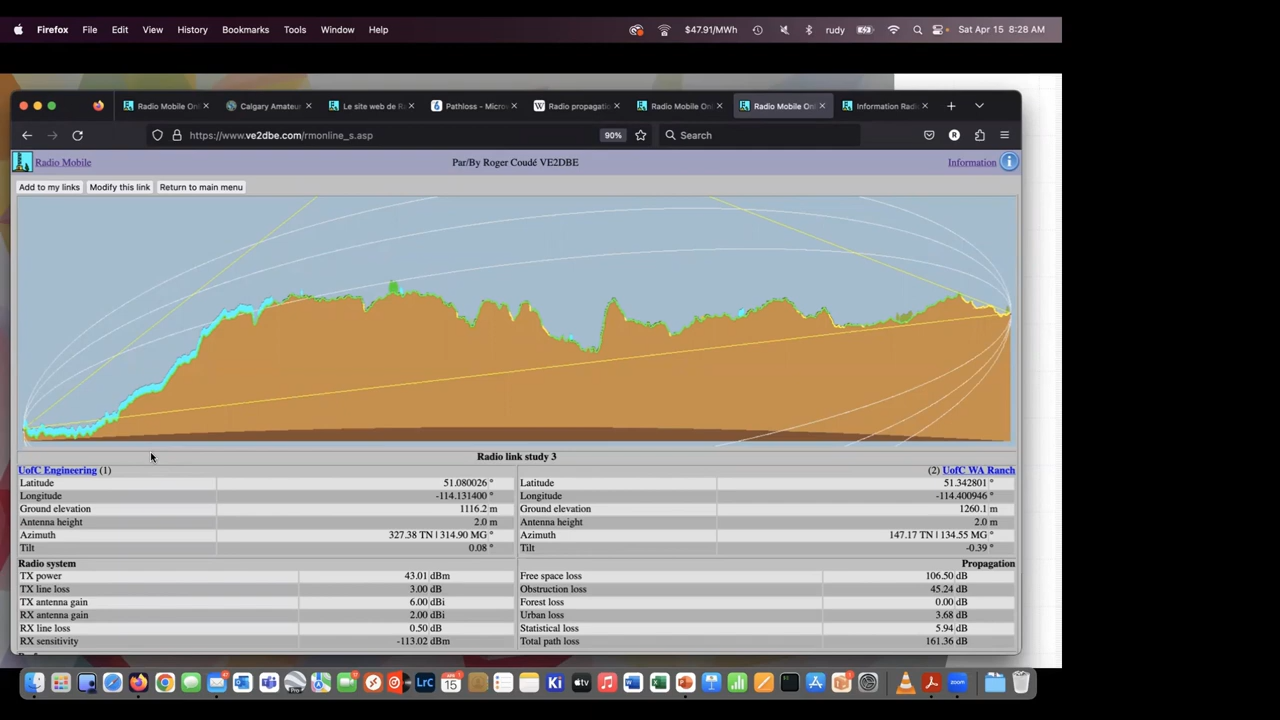 Firefox File Edit View History Bookmarks Tools Window Help $47.91/MWh rudy Sat Apr 15 8:28 AM
Radio Mobile Onl Calgary Amateur Le site web de R Pathloss - Micro Radio propagatio Radio Mobile Onl Radio Mobile Onl Information Radi
https://www.ve2dbe.com/rmonline_s.asp 90% Search
Radio Mobile Par/By Roger Coudé VE2DBE Information
Add to my links Modify this link Return to main menu
Radio link study 3
UofC Engineering (1) (2) UofC WA Ranch
Latitude 51.080026 ° Latitude 51.342801 °
Longitude -114.131400 ° Longitude -114.400946 °
Ground elevation 1116.2 m Ground elevation 1260.1 m
Antenna height 2.0 m Antenna height 2.0 m
Azimuth 327.38 TN | 314.90 MG ° Azimuth 147.17 TN | 134.55 MG °
Tilt 0.08 ° Tilt -0.39 °
Radio system Propagation
TX power 43.01 dBm Free space loss 106.50 dB
TX line loss 3.00 dB Obstruction loss 45.24 dB
TX antenna gain 6.00 dBi Forest loss 0.00 dB
RX antenna gain 2.00 dBi Urban loss 3.68 dB
RX line loss 0.50 dB Statistical loss 5.94 dB
RX sensitivity -113.02 dBm Total path loss 161.36 dB